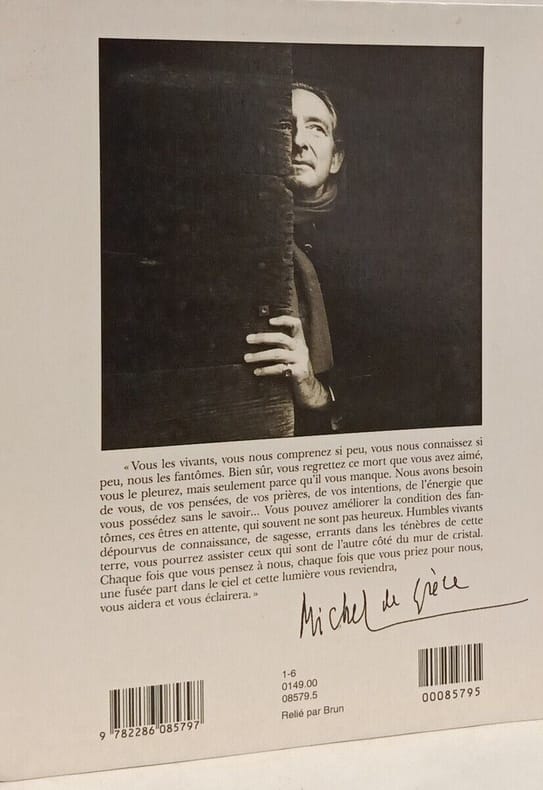 « Vous les vivants, vous nous comprenez si peu, vous nous connaissez si
peu, nous les fantômes. Bien sûr, vous regrettez ce mort que vous avez aimé,
vous le pleurez, mais seulement parce qu'il vous manque. Nous avons besoin
de vous, de vos pensées, de vos prières, de vos intentions, de l'énergie que
vous possédez sans le savoir... Vous pouvez améliorer la condition des fan-
tômes, ces êtres en attente, qui souvent ne sont pas heureux. Humbles vivants
dépourvus de connaissance, de sagesse, errants dans les ténèbres de cette
terre, vous pourrez assister ceux qui sont de l'autre côté du mur de cristal.
Chaque fois que vous pensez à nous, chaque fois que vous priez pour nous,
une fusée part dans le ciel et cette lumière vous reviendra,
vous aidera et vous éclairera. »
Michel de Grèce
9 782286 085797
1-6
0149.00
08579.5
Relié par Brun
00085795